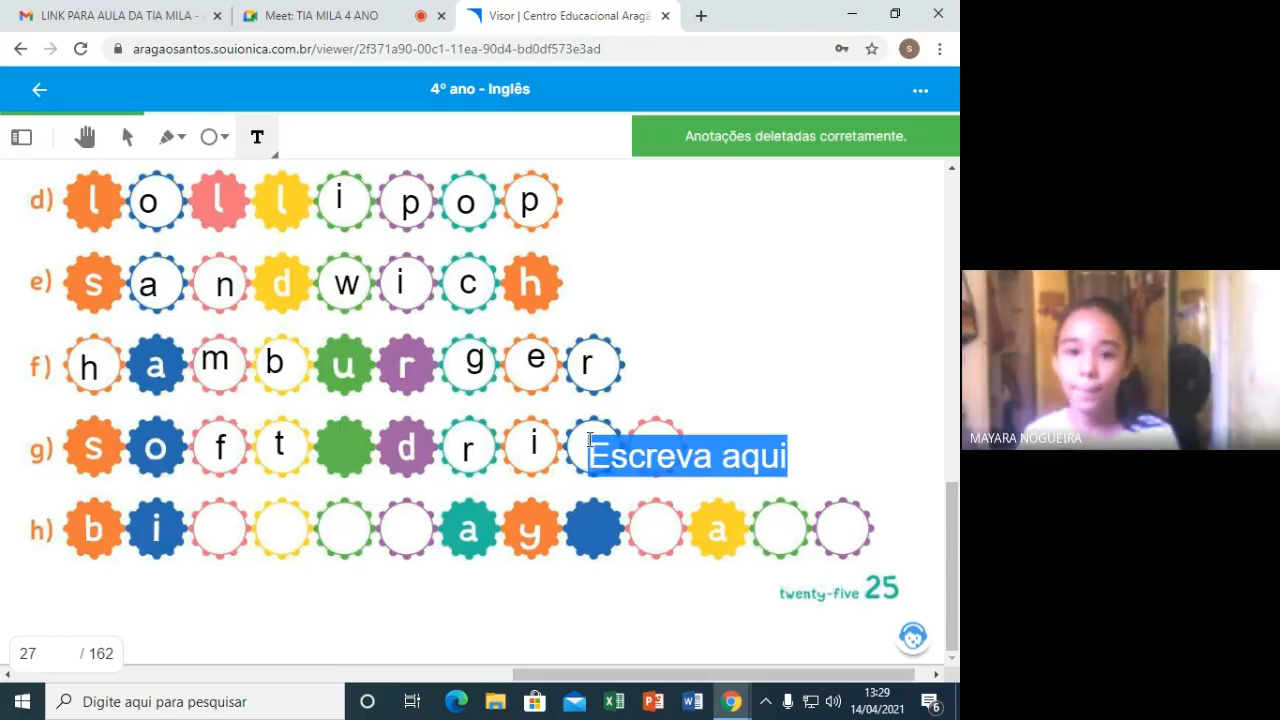 LINK PARA AULA DA TIA MILA - s
Meet: TIA MILA 4 ANO
Visor | Centro Educacional Aragã
aragaosantos.souionica.com.br/viewer/2f371a90-00c1-11ea-90d4-bd0df573e3ad
s
4º ano - Inglês
T
Anotações deletadas corretamente.
d) l o l l i p o p
e) s a n d w i c h
f) h a m b u r g e r
g) s o f t d r i
Escreva aqui
h) b i a y a
twenty-five 25
MAYARA NOGUEIRA
27 / 162
Digite aqui para pesquisar
13:29
14/04/2021
6